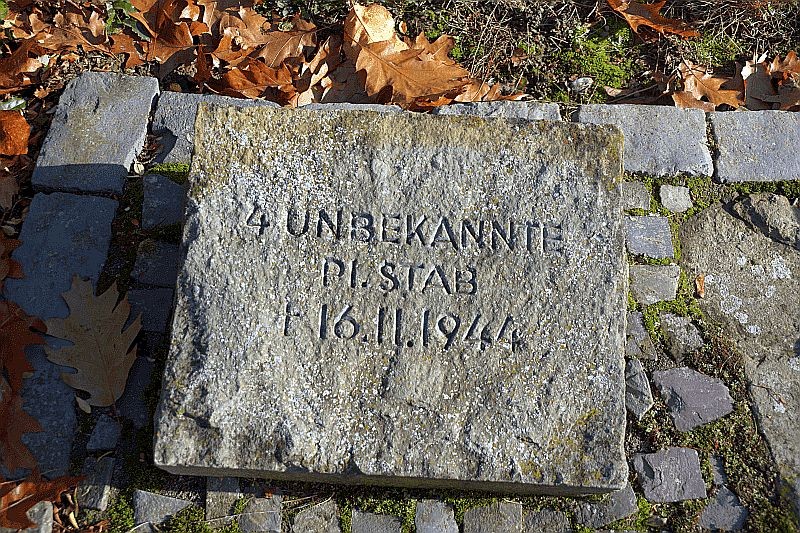 4 UNBEKANNTE
PI. STAB
† 16.11.1944